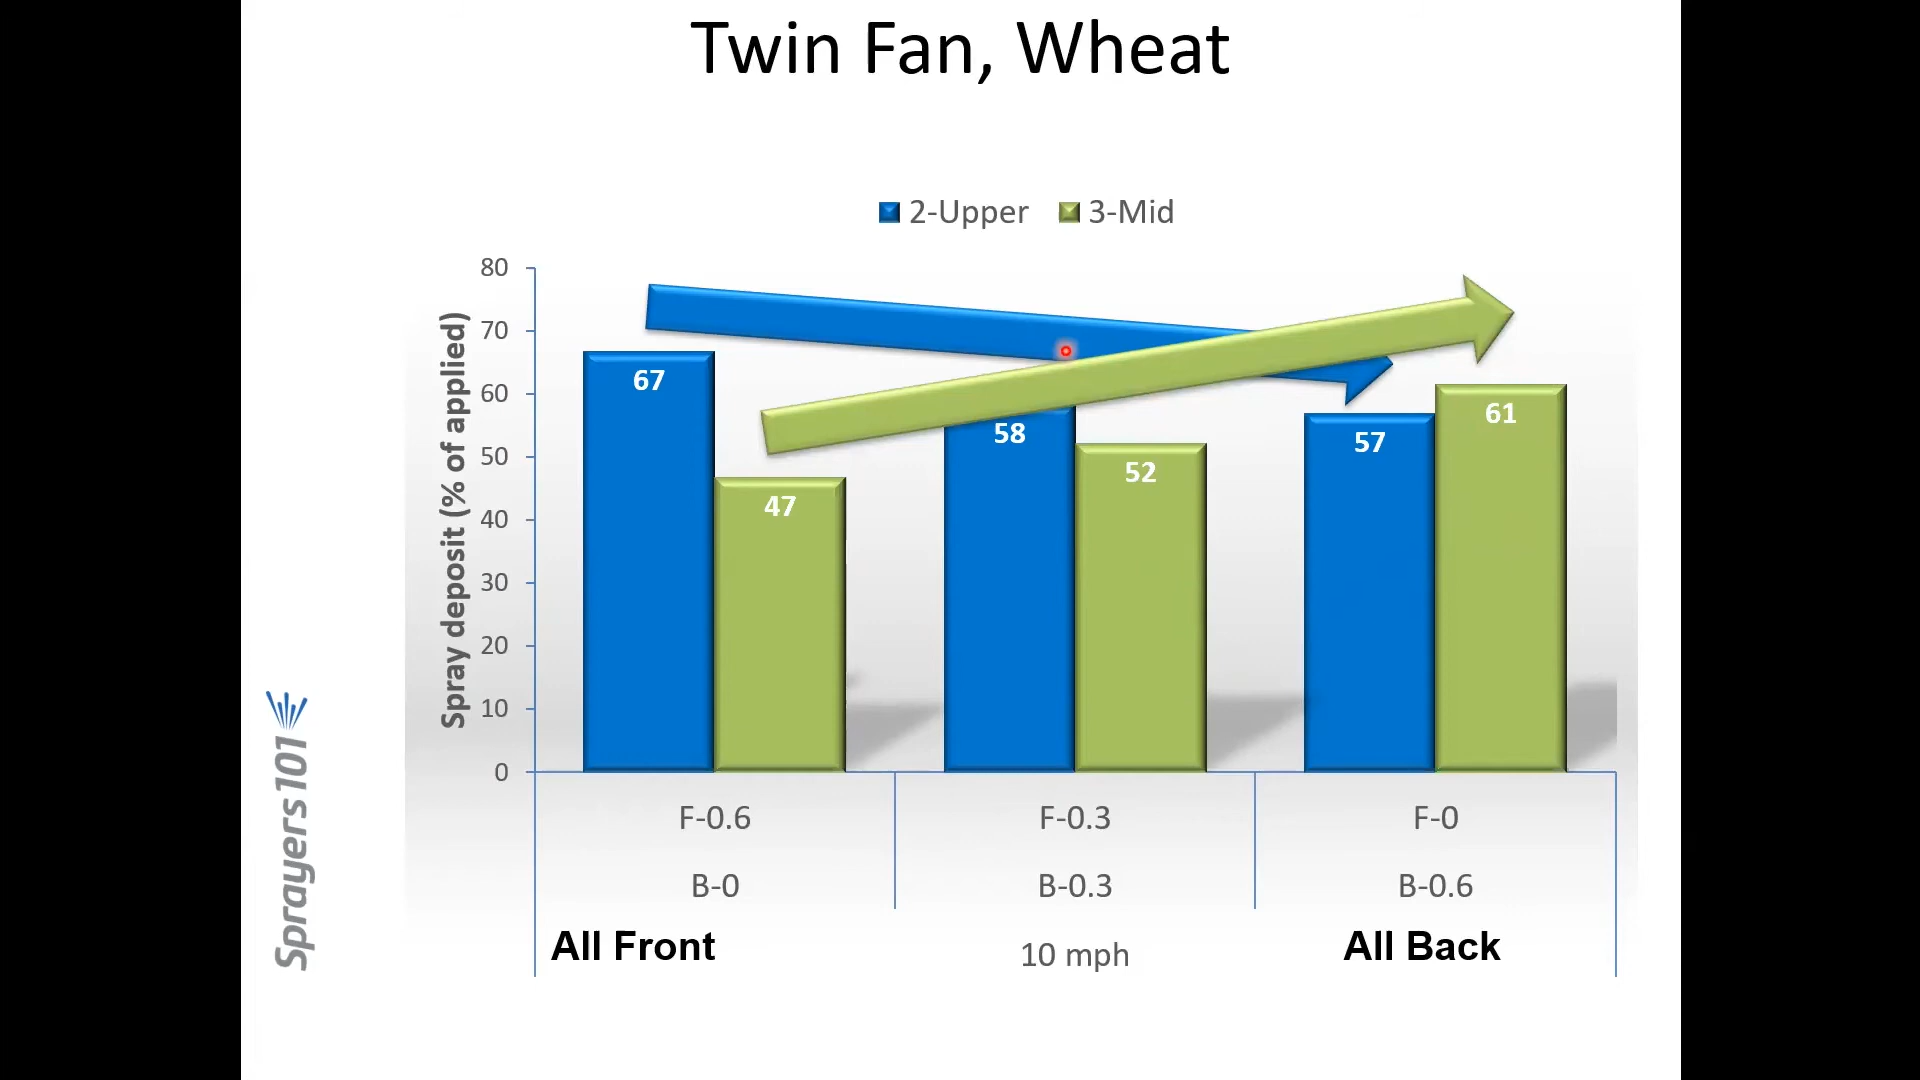 Twin Fan, Wheat
2-Upper 3-Mid
Spray deposit (% of applied)
80
70
60
50
40
30
20
10
0
67
47
58
52
57
61
F-0.6 F-0.3 F-0
B-0 B-0.3 B-0.6
All Front 10 mph All Back
Sprayers101